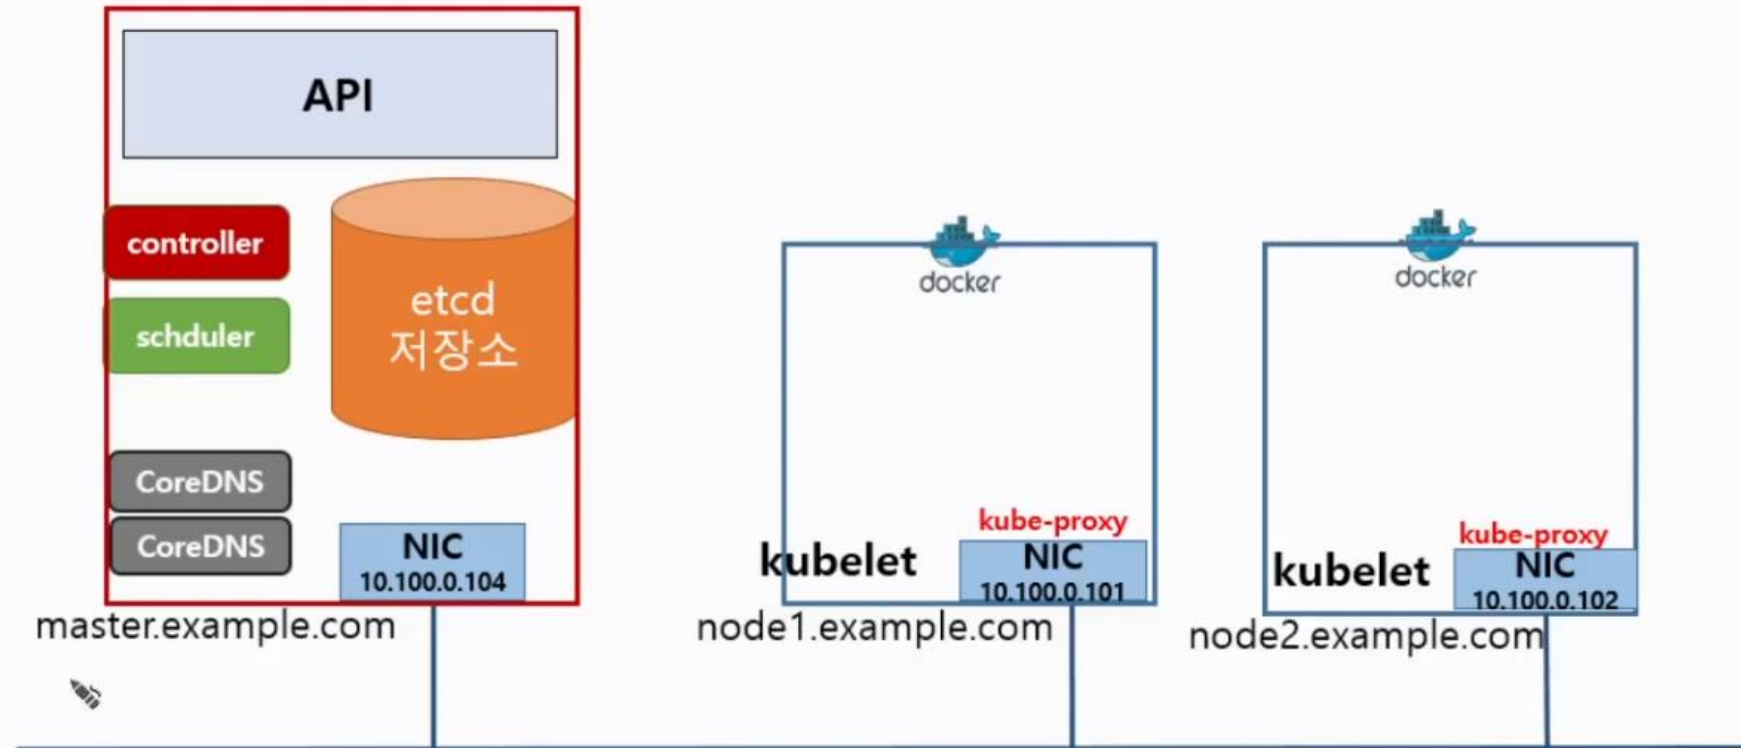 API
controller
schduler
etcd
저장소
CoreDNS
CoreDNS
NIC
10.100.0.104
master.example.com
docker
kube-proxy
kubelet
NIC
10.100.0.101
node1.example.com
docker
kube-proxy
kubelet
NIC
10.100.0.102
node2.example.com